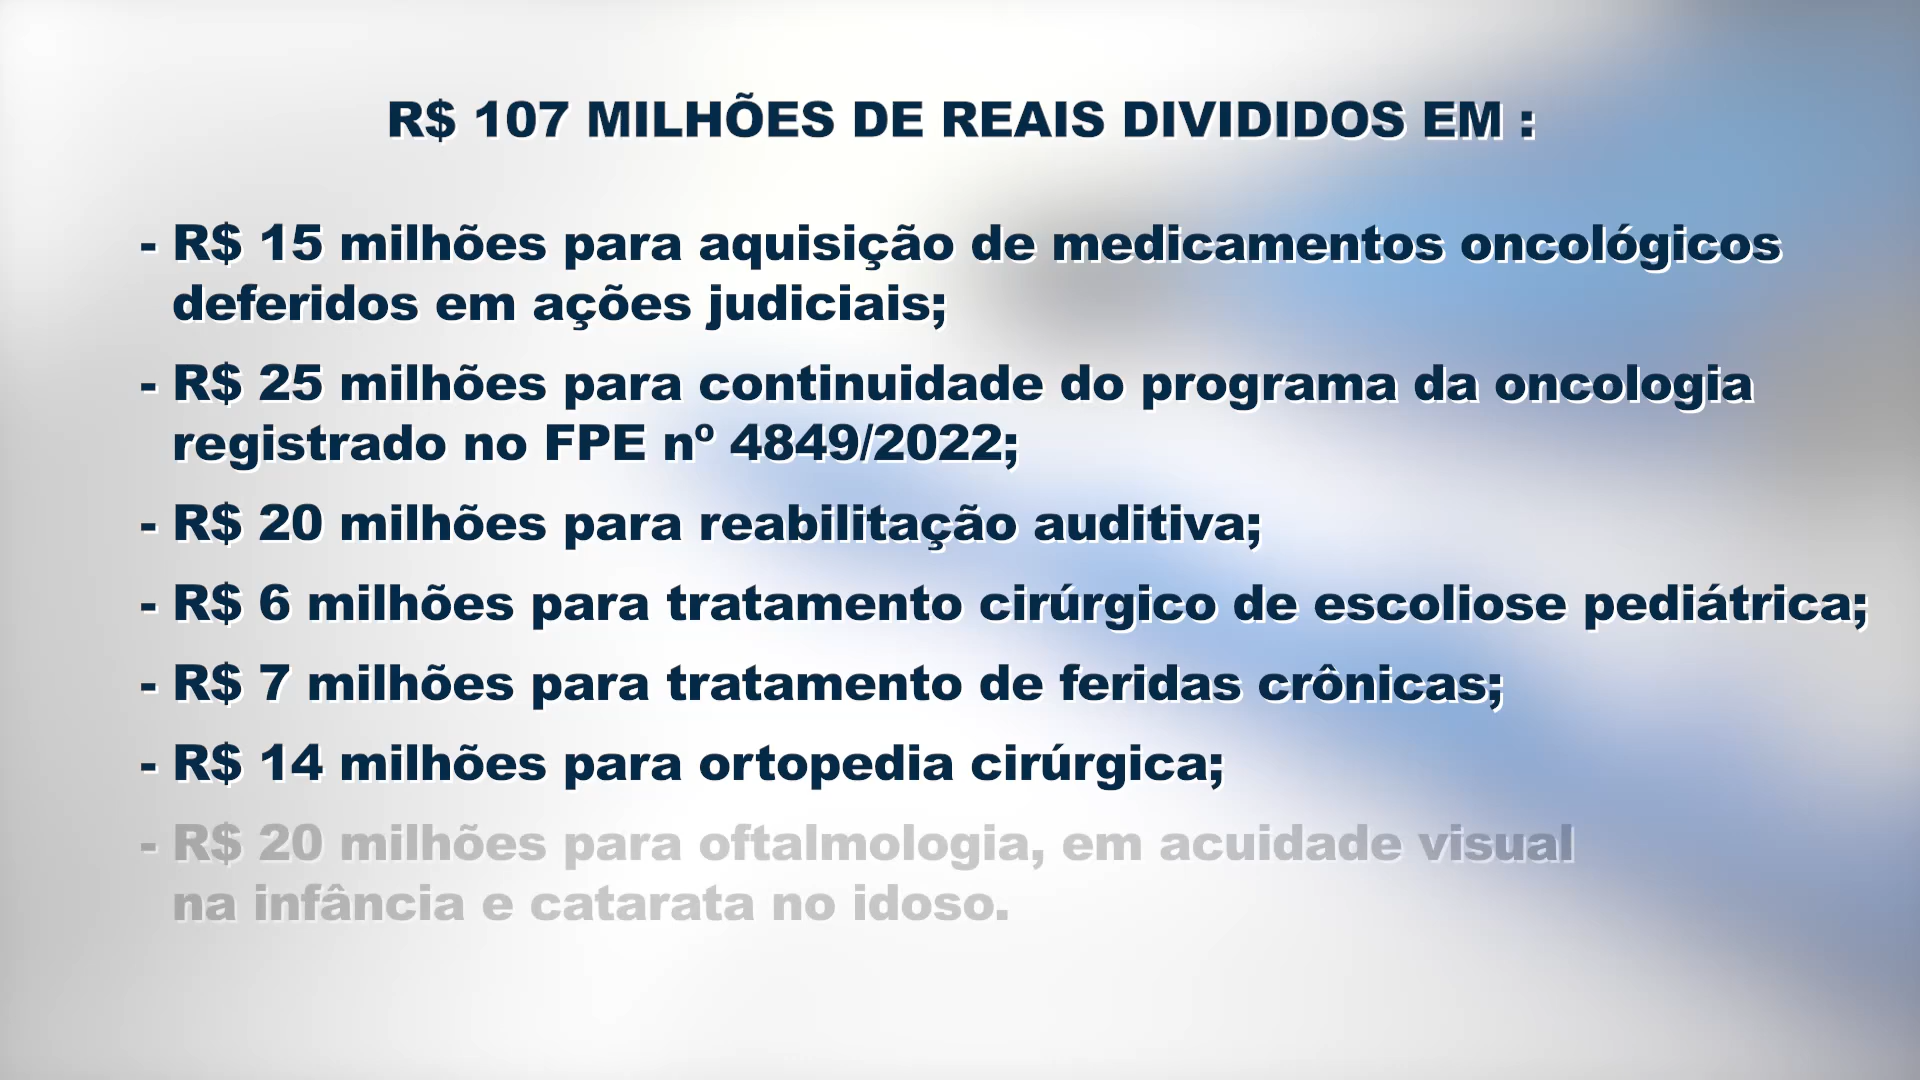 R$ 107 MILHÕES DE REAIS DIVIDIDOS EM :
- R$ 15 milhões para aquisição de medicamentos oncológicos
deferidos em ações judiciais;
- R$ 25 milhões para continuidade do programa da oncologia
registrado no FPE nº 4849/2022;
- R$ 20 milhões para reabilitação auditiva;
- R$ 6 milhões para tratamento cirúrgico de escoliose pediátrica;
- R$ 7 milhões para tratamento de feridas crônicas;
- R$ 14 milhões para ortopedia cirúrgica;
- R$ 20 milhões para oftalmologia, em acuidade visual
na infância e catarata no idoso.